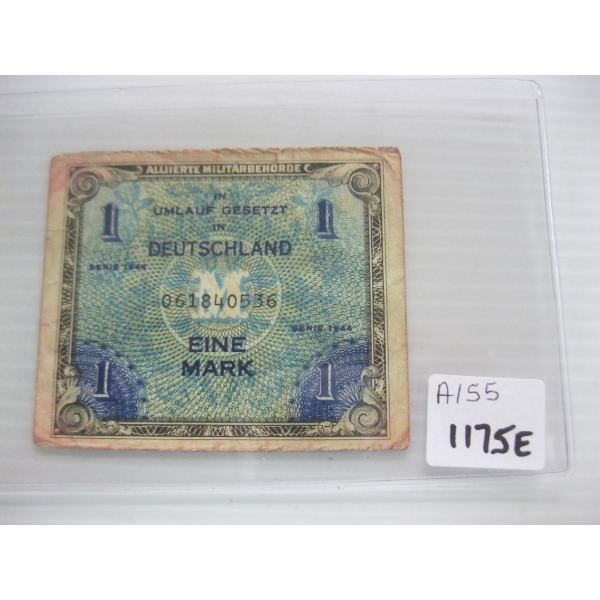 ALLIIERTE MILITÄRBEHÖRDE
IN
UMLAUF GESETZT
IN
DEUTSCHLAND
1 1
SERIE 1944
M
061840536
SERIE 1944
EINE
MARK
1 1
A155
1175E